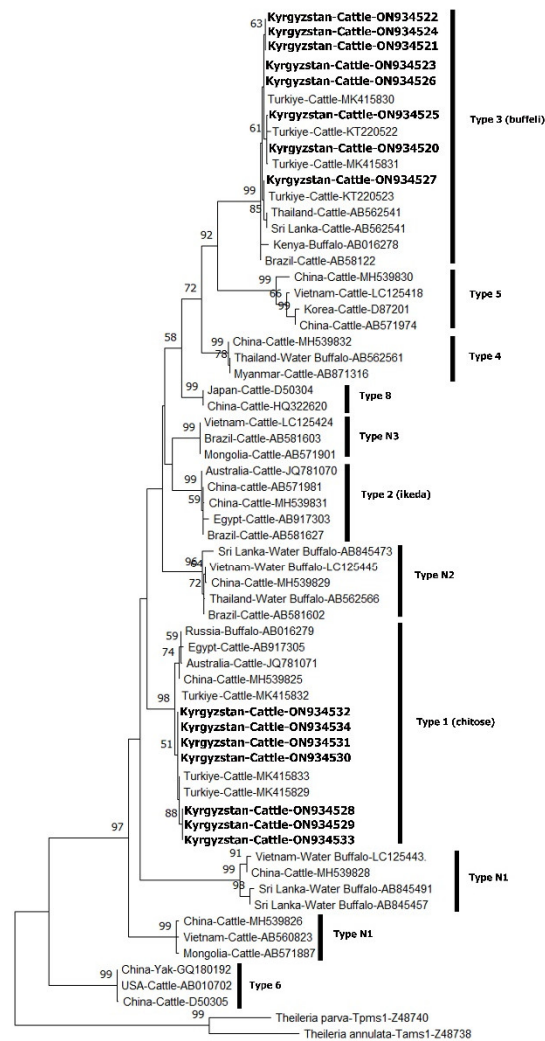 63
Kyrgyzstan-Cattle-ON934522
Kyrgyzstan-Cattle-ON934524
Kyrgyzstan-Cattle-ON934521
Kyrgyzstan-Cattle-ON934523
Kyrgyzstan-Cattle-ON934526
Turkiye-Cattle-MK415830
Kyrgyzstan-Cattle-ON934525
Type 3 (buffeli)
61
Turkiye-Cattle-KT220522
Kyrgyzstan-Cattle-ON934520
Turkiye-Cattle-MK415831
Kyrgyzstan-Cattle-ON934527
99
Turkiye-Cattle-KT220523
85
Thailand-Cattle-AB562541
Sri Lanka-Cattle-AB562541
92
Kenya-Buffalo-AB016278
Brazil-Cattle-AB58122
99
China-Cattle-MH539830
66
Vietnam-Cattle-LC125418
Type 5
72
99
Korea-Cattle-D87201
China-Cattle-AB571974
58
99
China-Cattle-MH539832
78
Thailand-Water Buffalo-AB562561
Type 4
Myanmar-Cattle-AB871316
99
Japan-Cattle-D50304
Type 8
China-Cattle-HQ322620
99
Vietnam-Cattle-LC125424
Brazil-Cattle-AB581603
Type N3
Mongolia-Cattle-AB571901
Australia-Cattle-JQ781070
99
China-cattle-AB571981
59
China-Cattle-MH539831
Type 2 (ikeda)
Egypt-Cattle-AB917303
Brazil-Cattle-AB581627
Sri Lanka-Water Buffalo-AB845473
96
Vietnam-Water Buffalo-LC125445
72
China-Cattle-MH539829
Type N2
Thailand-Water Buffalo-AB562566
Brazil-Cattle-AB581602
59
Russia-Buffalo-AB016279
74
Egypt-Cattle-AB917305
Australia-Cattle-JQ781071
China-Cattle-MH539825
98
Turkiye-Cattle-MK415832
Kyrgyzstan-Cattle-ON934532
Kyrgyzstan-Cattle-ON934534
Type 1 (chitose)
51
Kyrgyzstan-Cattle-ON934531
Kyrgyzstan-Cattle-ON934530
Turkiye-Cattle-MK415833
Turkiye-Cattle-MK415829
88
Kyrgyzstan-Cattle-ON934528
Kyrgyzstan-Cattle-ON934529
97
Kyrgyzstan-Cattle-ON934533
91
Vietnam-Water Buffalo-LC125443.
99
China-Cattle-MH539828
Type N1
98
Sri Lanka-Water Buffalo-AB845491
Sri Lanka-Water Buffalo-AB845457
99
China-Cattle-MH539826
Vietnam-Cattle-AB560823
Type N1
Mongolia-Cattle-AB571887
99
China-Yak-GQ180192
USA-Cattle-AB010702
Type 6
China-Cattle-D50305
99
Theileria parva-Tpms1-Z48740
Theileria annulata-Tams1-Z48738